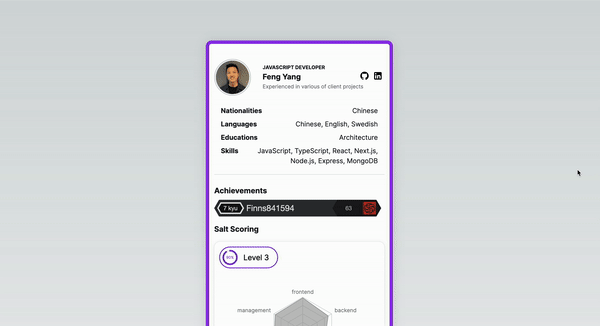 JAVASCRIPT DEVELOPER
Feng Yang
Experienced in various of client projects
Nationalities Chinese
Languages Chinese, English, Swedish
Educations Architecture
Skills JavaScript, TypeScript, React, Next.js,
Node.js, Express, MongoDB
Achievements
7 kyu Finns841594 63
Salt Scoring
80% Level 3
frontend
management backend